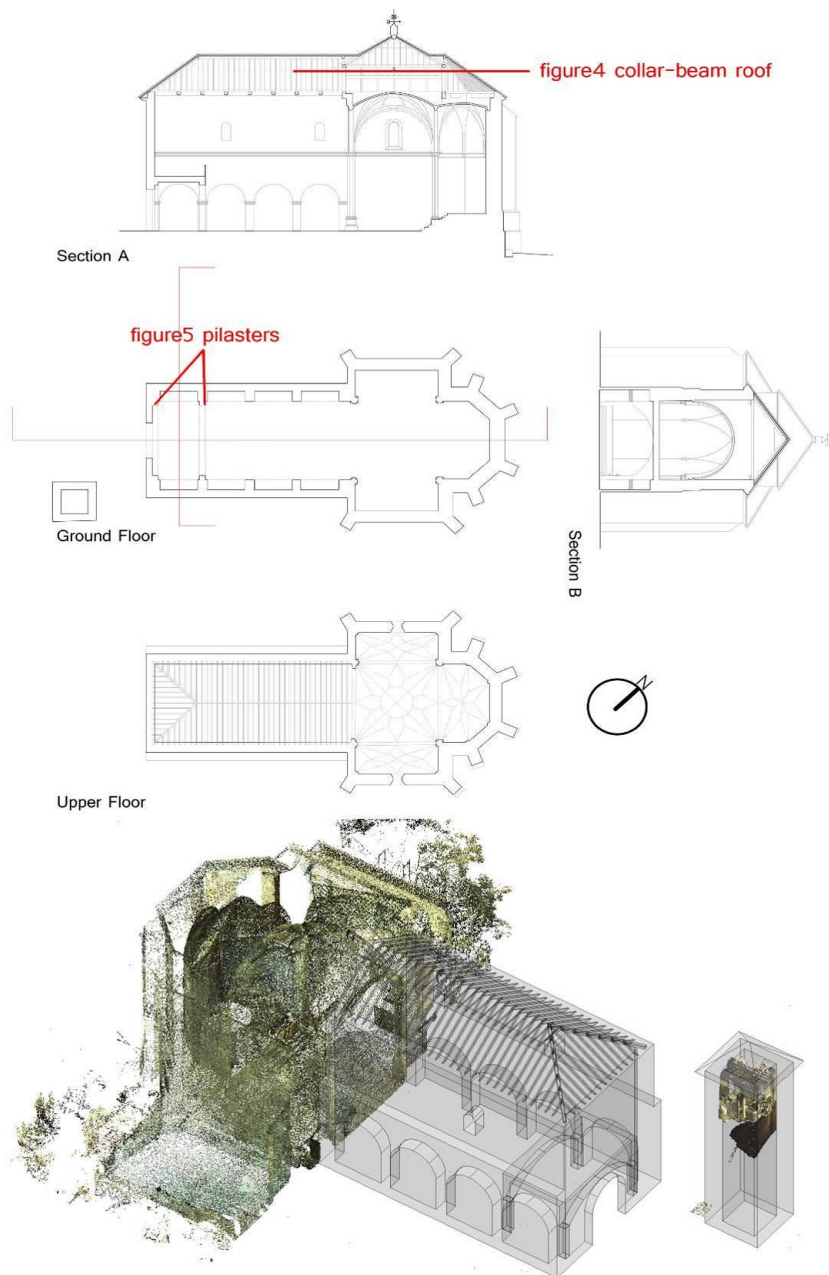 figure4 collar-beam roof
Section A
figure5 pilasters
Ground Floor
Section B
N
Upper Floor